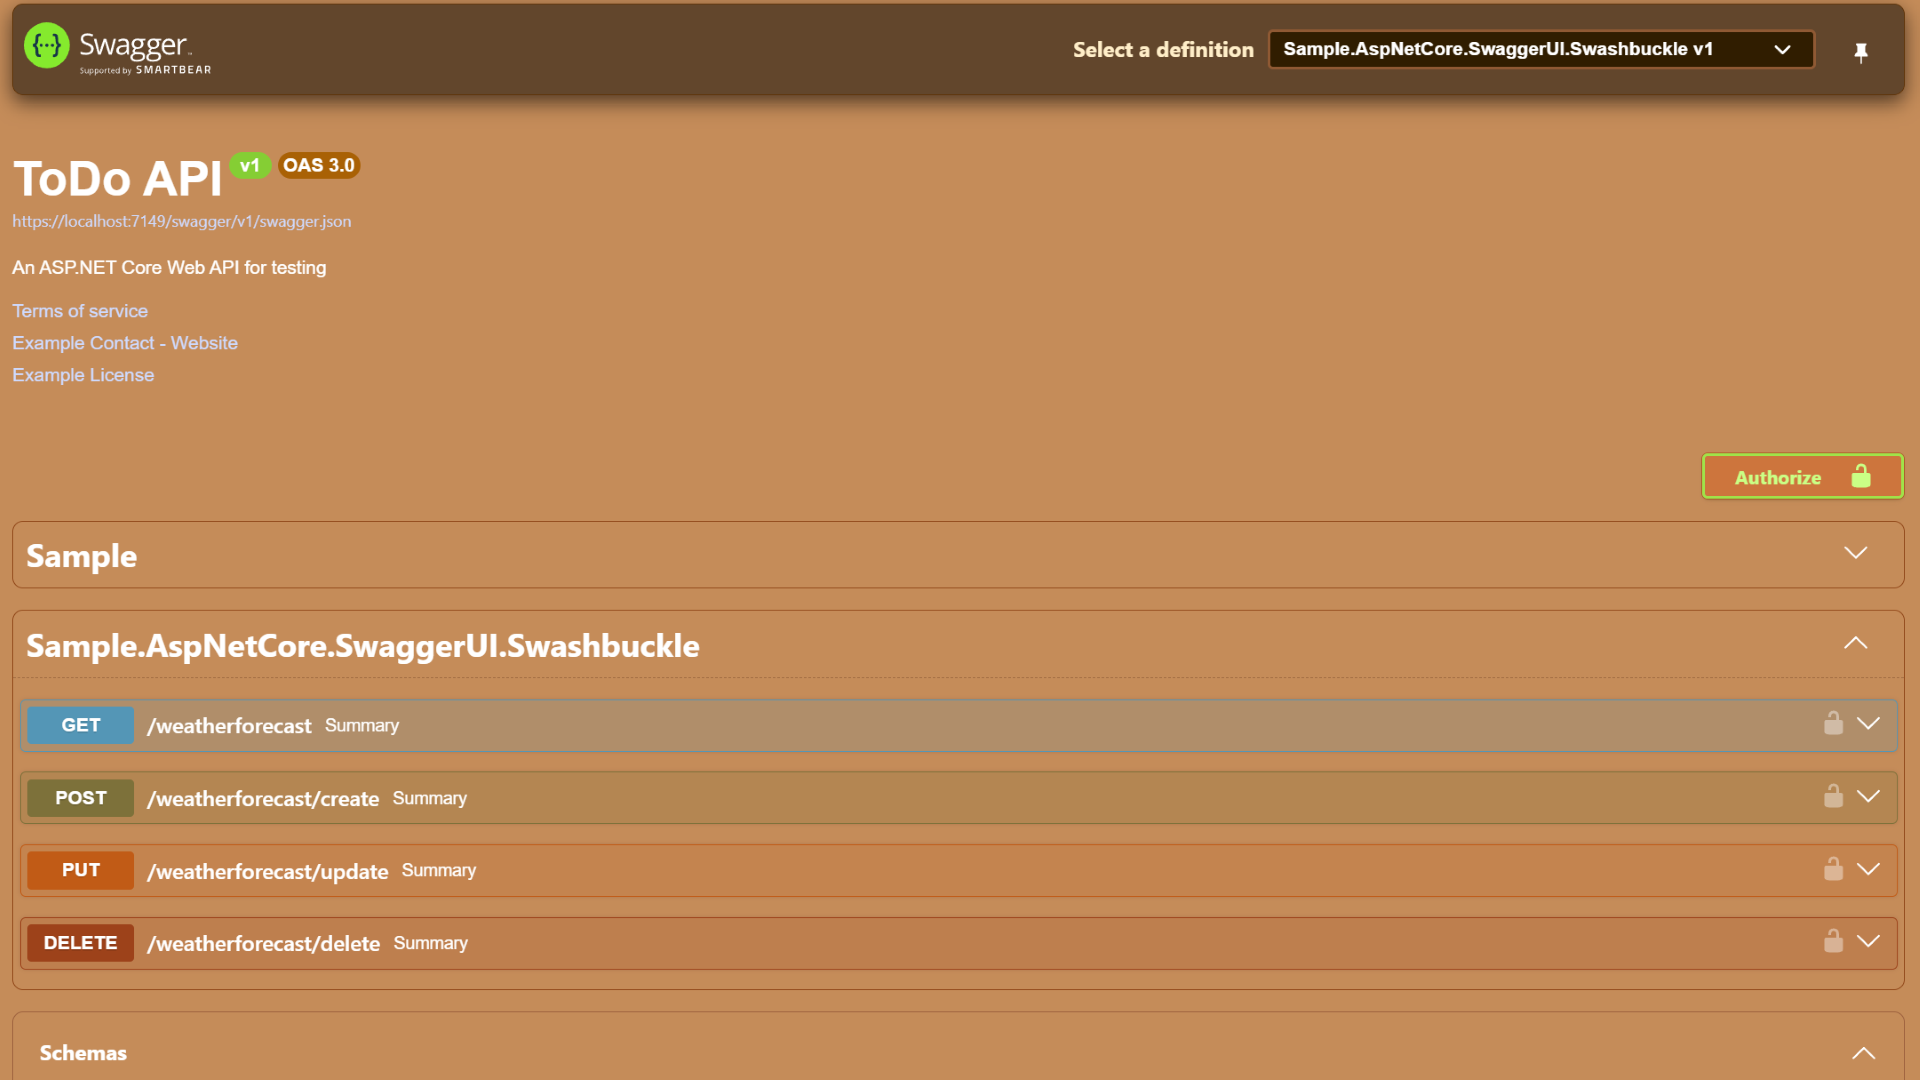 {···} Swagger™
Supported by SMARTBEAR
Select a definition
Sample.AspNetCore.SwaggerUI.Swashbuckle v1
ToDo API v1 OAS 3.0
https://localhost:7149/swagger/v1/swagger.json
An ASP.NET Core Web API for testing
Terms of service
Example Contact - Website
Example License
Authorize
Sample
Sample.AspNetCore.SwaggerUI.Swashbuckle
GET /weatherforecast Summary
POST /weatherforecast/create Summary
PUT /weatherforecast/update Summary
DELETE /weatherforecast/delete Summary
Schemas